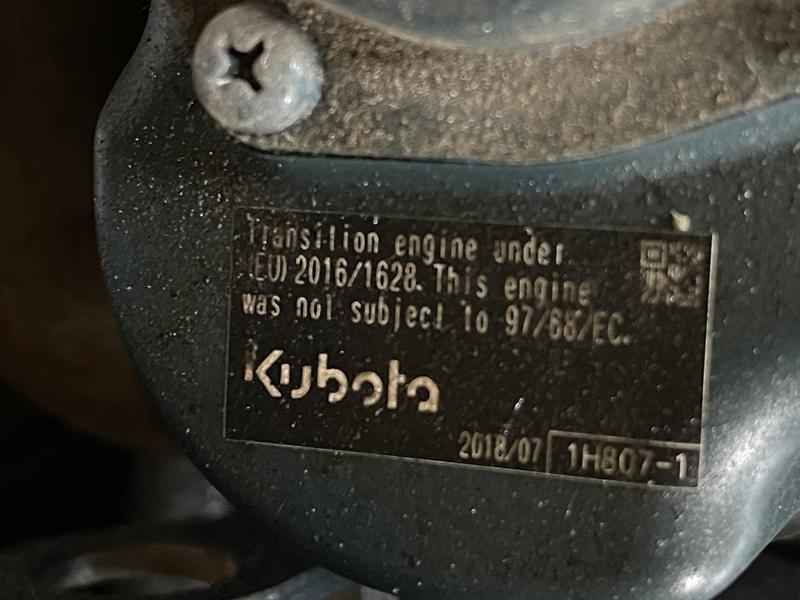 Transition engine under
(EU) 2016/1628. This engine
was not subject to 97/68/EC.
Kubota
2018/07 1H807-1